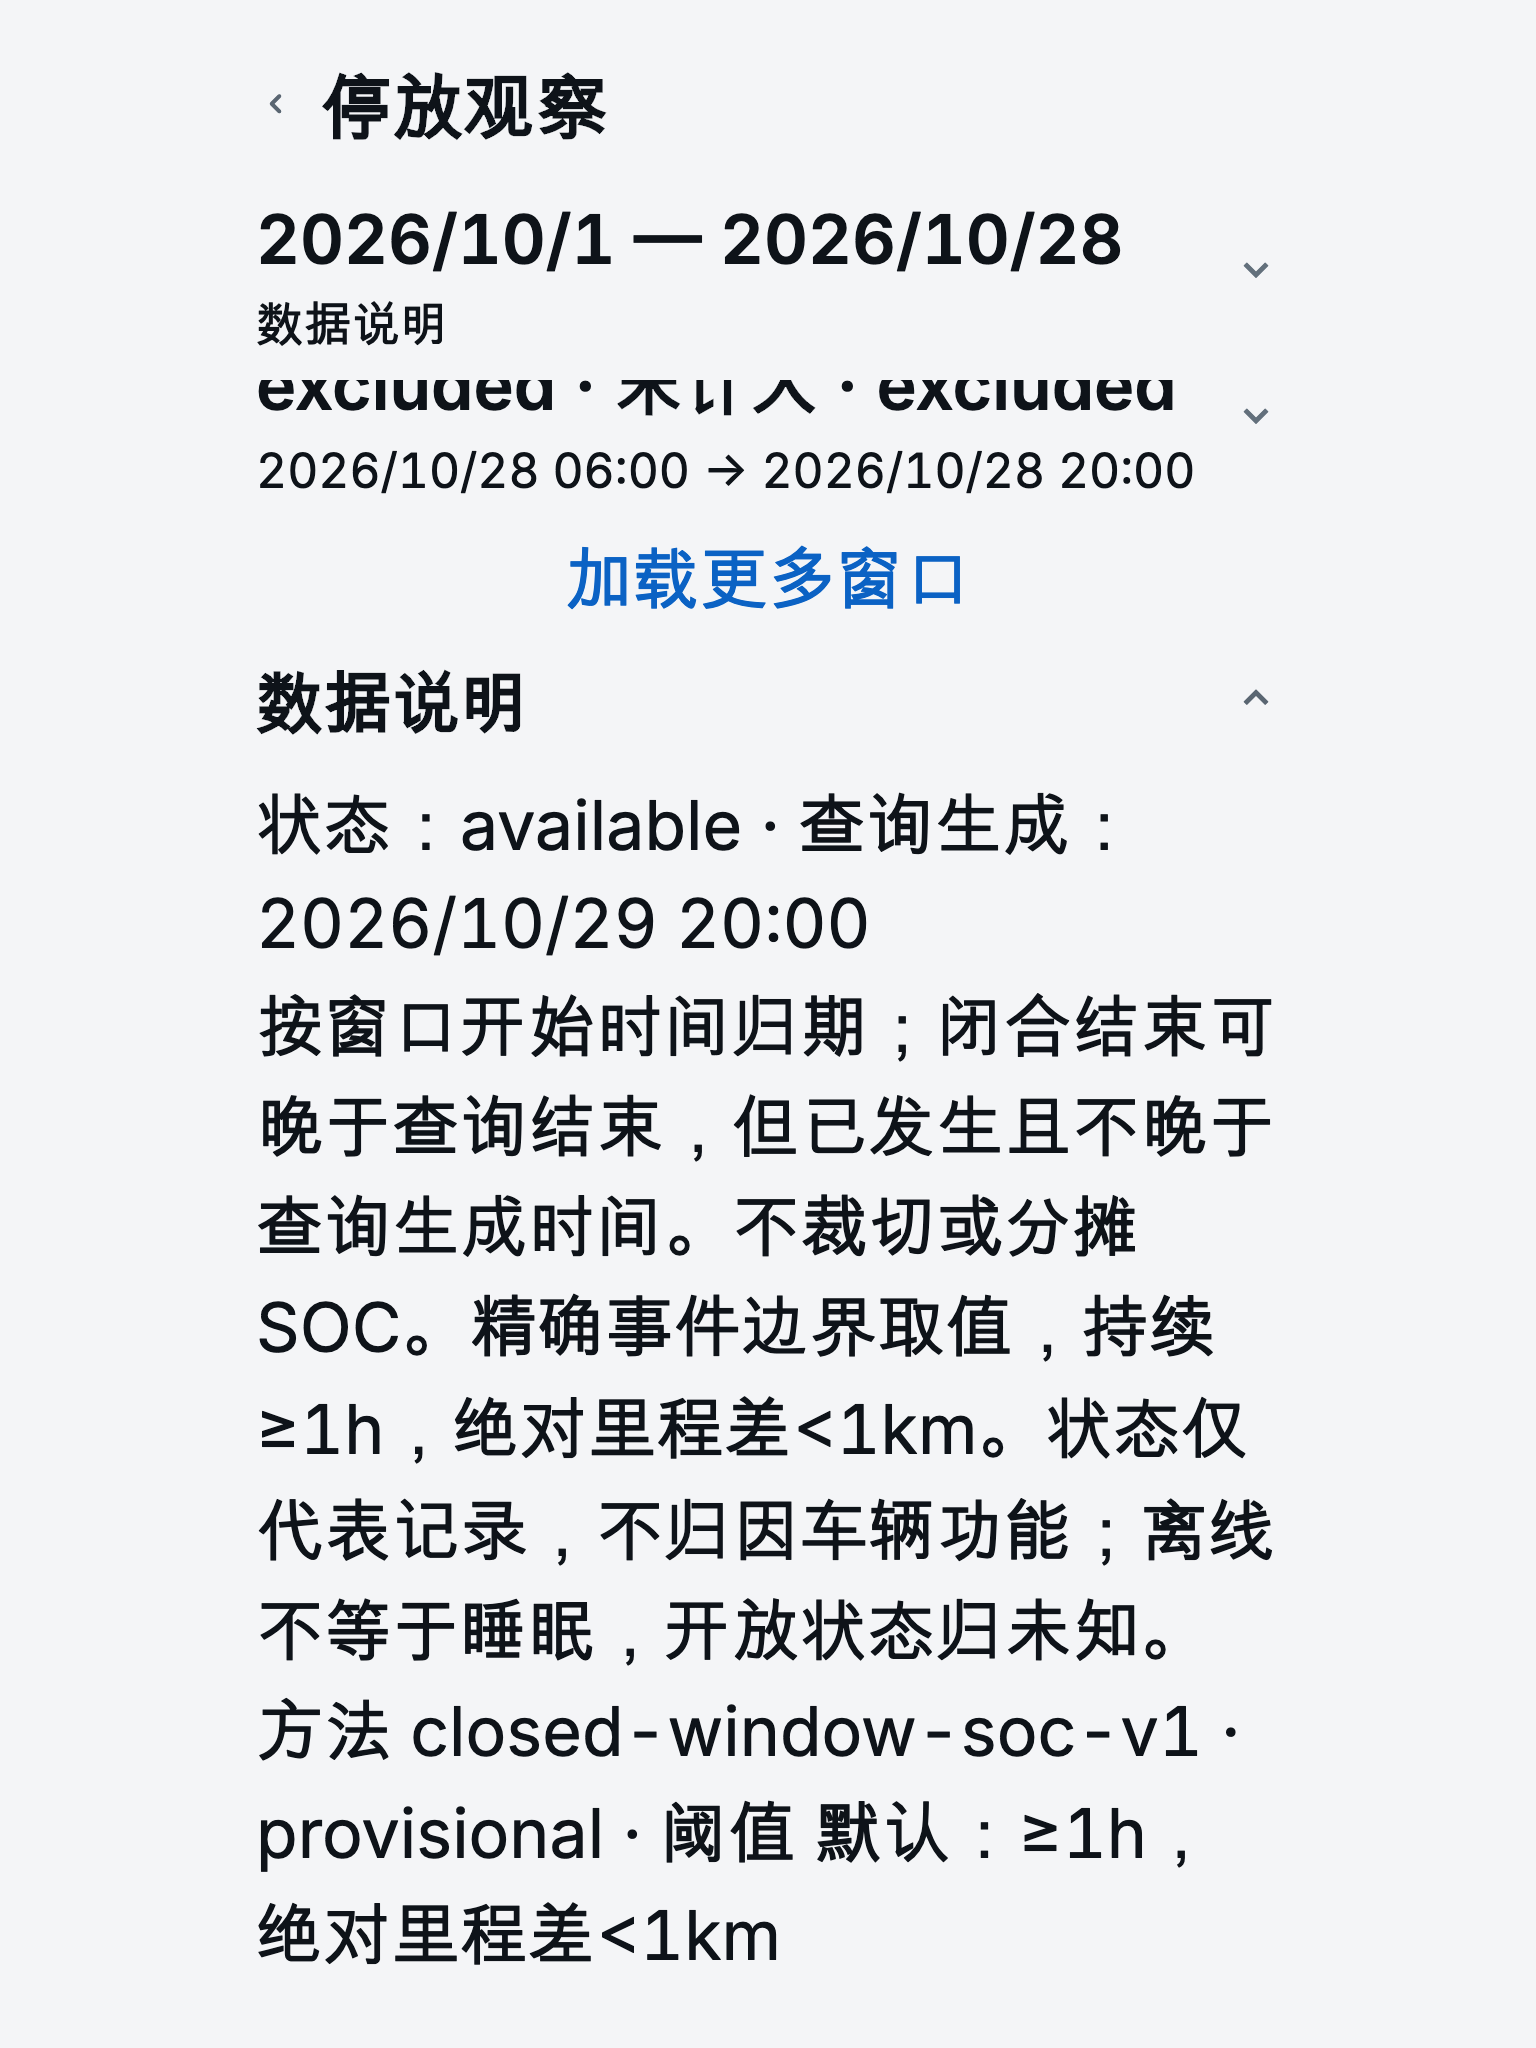 停放观察
2026/10/1 — 2026/10/28
数据说明
excluded · 未计入 · excluded
2026/10/28 06:00 → 2026/10/28 20:00
加载更多窗口
数据说明
状态：available · 查询生成：
2026/10/29 20:00
按窗口开始时间归期；闭合结束可
晚于查询结束，但已发生且不晚于
查询生成时间。不裁切或分摊
SOC。精确事件边界取值，持续
≥1h，绝对里程差<1km。状态仅
代表记录，不归因车辆功能；离线
不等于睡眠，开放状态归未知。
方法 closed-window-soc-v1 ·
provisional · 阈值 默认：≥1h，
绝对里程差<1km